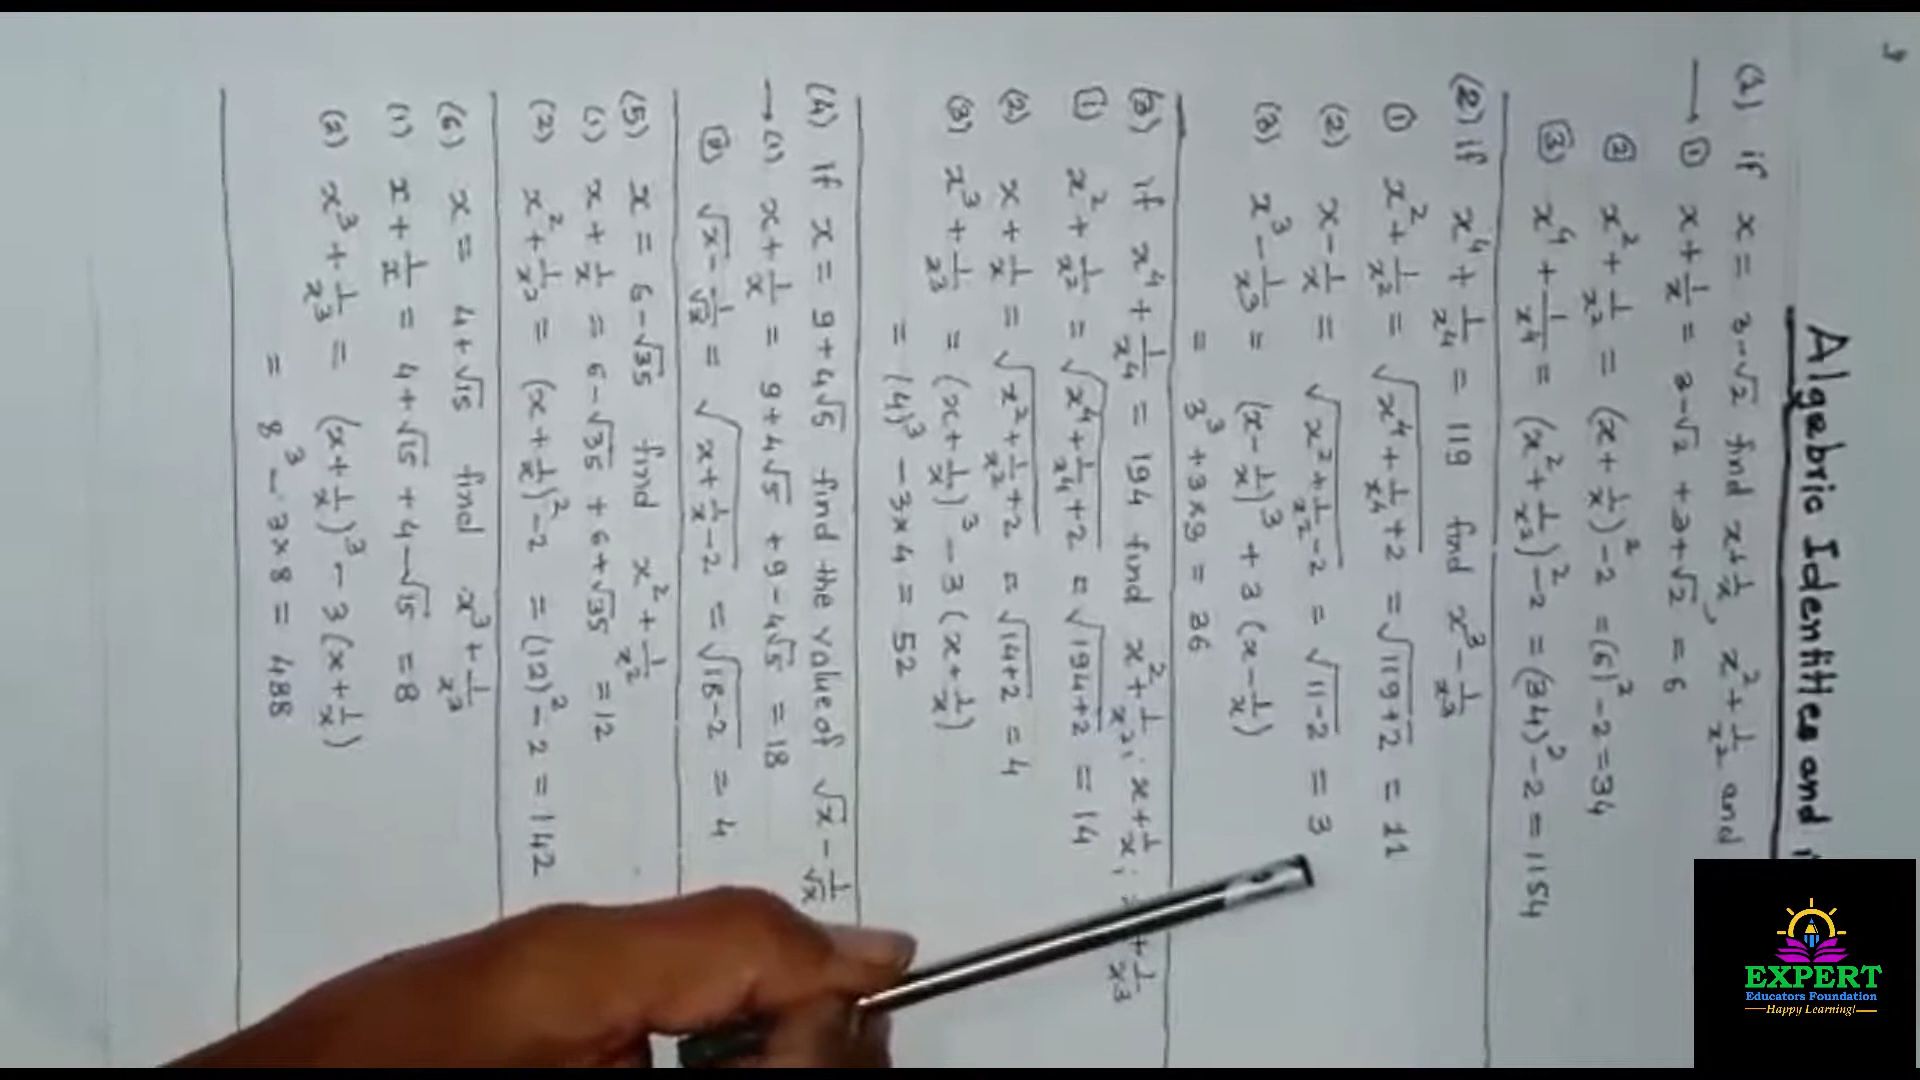 Algebraic Identities and
(1) if x = 3-√2 find x+1/x, x²+1/x² and
→ ① x+1/x = 3-√2 +3+√2 = 6
② x²+1/x² = (x+1/x)²-2 = (6)²-2 = 34
③ x⁴+1/x⁴ = (x²+1/x²)²-2 = (34)²-2 = 1154
(2) if x⁴+1/x⁴ = 119 find x³-1/x³
① x²+1/x² = √(x⁴+1/x⁴+2) = √(119+2) = 11
(2) x-1/x = √(x²+1/x²-2) = √(11-2) = 3
(3) x³-1/x³ = (x-1/x)³ + 3(x-1/x)
= 3³+3×3 = 36
(3) if x⁴+1/x⁴ = 194 find x²+1/x²; x+1/x; + 1/x3
① x²+1/x² = √(x⁴+1/x⁴+2) = √(194+2) = 14
(2) x+1/x = √(x²+1/x²+2) = √(14+2) = 4
(3) x³+1/x³ = (x+1/x)³-3(x+1/x)
= (4)³-3×4 = 52
(4) if x = 9+4√5 find the value of √x-1/√x
→ (1) x+1/x = 9+4√5 +9-4√5 = 18
② √x-1/√x = √(x+1/x-2) = √(18-2) = 4
(5) x = 6-√35 find x²+1/x²
(1) x+1/x = 6-√35 + 6+√35 = 12
(2) x²+1/x² = (x+1/x)²-2 = (12)²-2 = 142
(6) x = 4+√15 find x³+1/x³
(1) x+1/x = 4+√15 +4-√15 = 8
(2) x³+1/x³ = (x+1/x)³-3(x+1/x)
= 8³-3×8 = 488
EXPERT
Educators Foundation
Happy Learning!